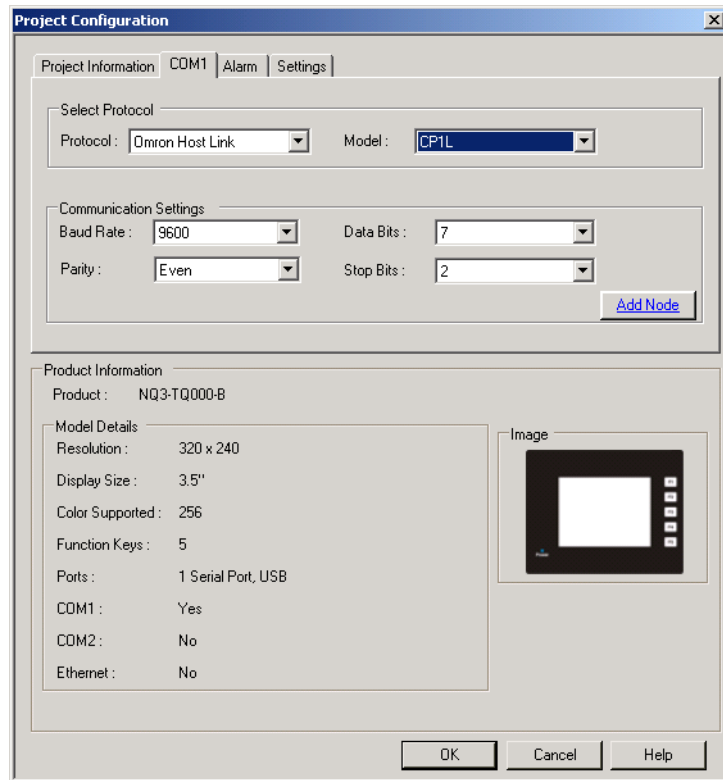 Project Configuration
Project Information COM1 Alarm Settings
Select Protocol
Protocol : Omron Host Link Model : CP1L
Communication Settings
Baud Rate : 9600 Data Bits : 7
Parity : Even Stop Bits : 2
Add Node
Product Information
Product : NQ3-TQ000-B
Model Details
Resolution : 320 x 240
Display Size : 3.5"
Color Supported : 256
Function Keys : 5
Ports : 1 Serial Port, USB
COM1 : Yes
COM2 : No
Ethernet : No
Image
OK Cancel Help